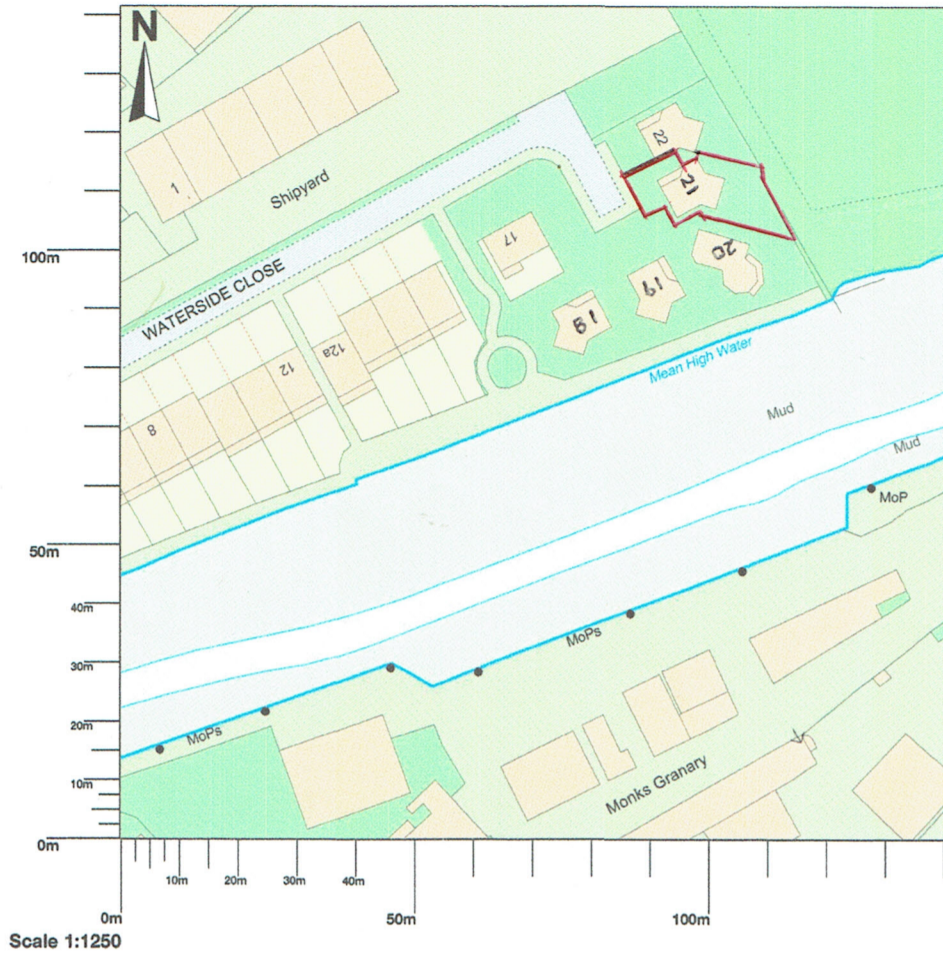 N
1
Shipyard
22
21
17
20
19
18
WATERSIDE CLOSE
12a
12
8
Mean High Water
Mud
Mud
MoP
MoPs
MoPs
Monks Granary
100m
50m
40m
30m
20m
10m
0m
10m
20m
30m
40m
0m
50m
100m
Scale 1:1250